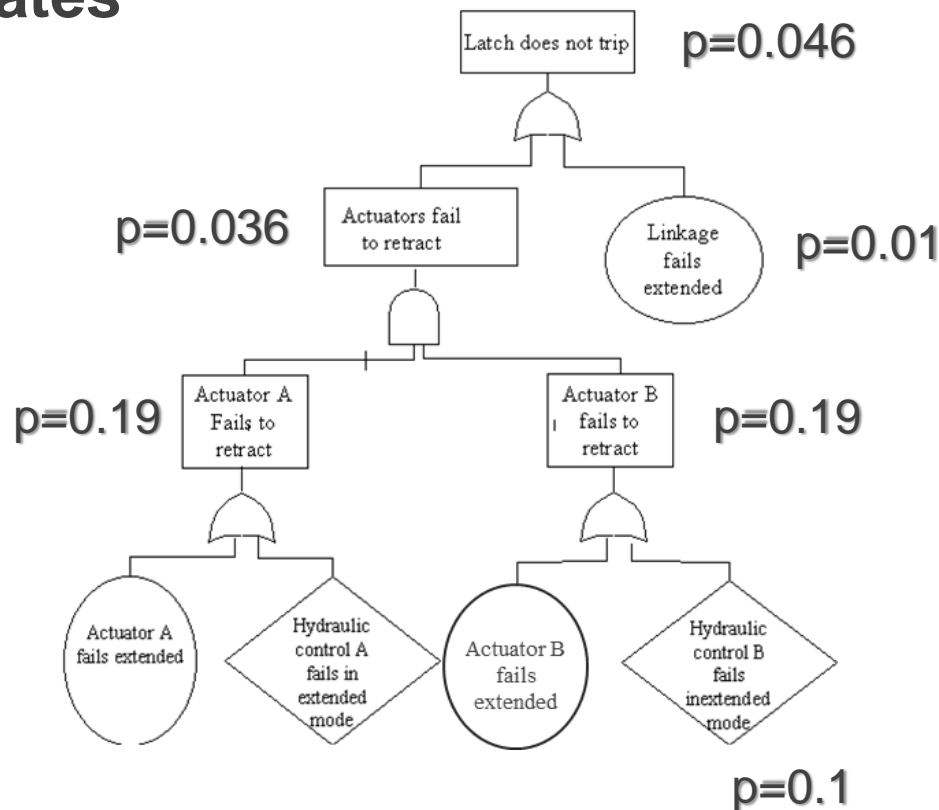 Latch does not trip
p=0.046
p=0.036
Actuators fail
to retract
Linkage
fails
extended
p=0.01
p=0.19
Actuator A
Fails to
retract
Actuator B
fails to
retract
p=0.19
Actuator A
fails extended
Hydraulic
control A
fails in
extended
mode
Actuator B
fails
extended
Hydraulic
control B
fails
inextended
mode
p=0.1